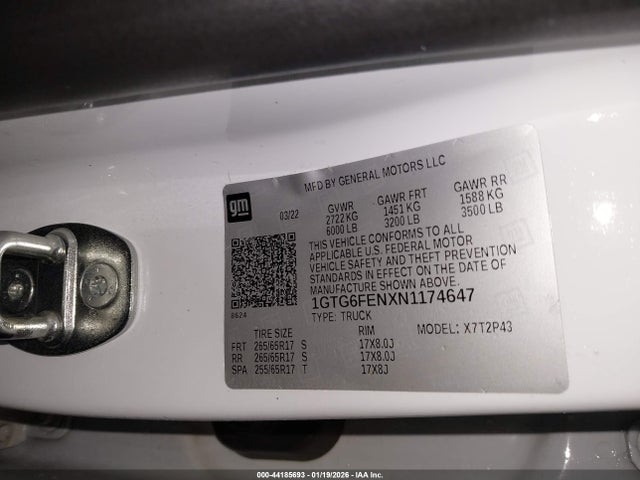 MFD BY GENERAL MOTORS LLC
gm
03/22
GVWR GAWR FRT GAWR RR
2722 KG 1451 KG 1588 KG
6000 LB 3200 LB 3500 LB
THIS VEHICLE CONFORMS TO ALL
APPLICABLE U.S. FEDERAL MOTOR
VEHICLE SAFETY AND THEFT PREVENTION
STANDARDS IN EFFECT ON THE DATE OF
MANUFACTURE SHOWN ABOVE.
1GTG6FENXN1174647
8624
TYPE: TRUCK
TIRE SIZE RIM MODEL: X7T2P43
FRT 265/65R17 S 17X8.0J
RR 265/65R17 S 17X8.0J
SPA 255/65R17 T 17X8J
000-44185693 - 01/19/2026 - IAA Inc.